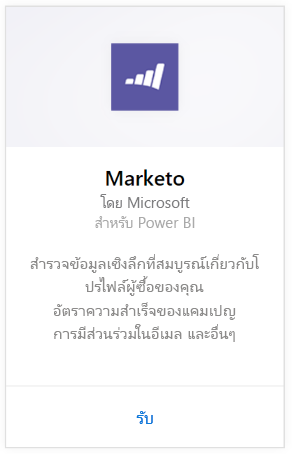 Marketo
โดย Microsoft
สำหรับ Power BI
สำรวจข้อมูลเชิงลึกที่สมบูรณ์เกี่ยวกับโ
ปรไฟล์ผู้ซื้อของคุณ
อัตราความสำเร็จของแคมเปญ
การมีส่วนร่วมในอีเมล และอื่นๆ
รับ